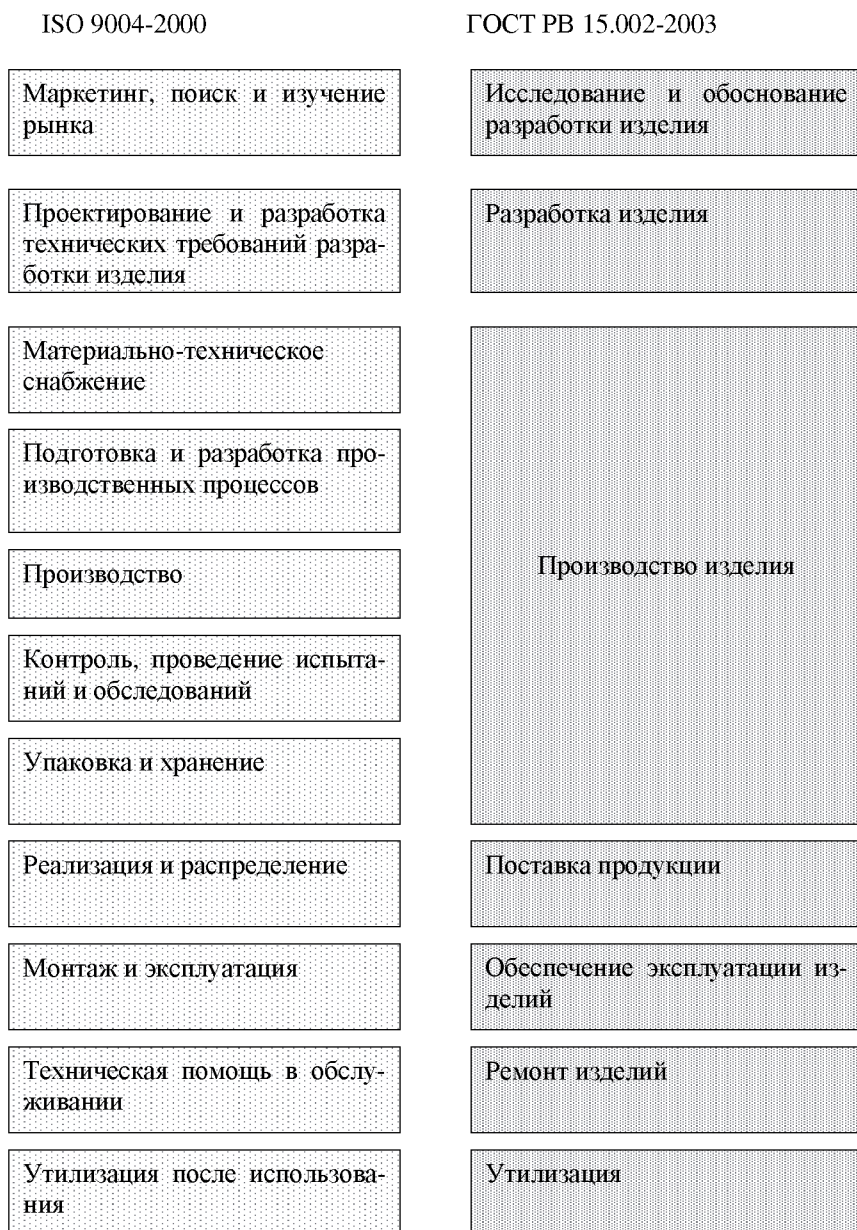 ISO 9004-2000
ГОСТ РВ 15.002-2003
Маркетинг, поиск и изучение
рынка
Исследование и обоснование
разработки изделия
Проектирование и разработка
технических требований разра-
ботки изделия
Разработка изделия
Материально-техническое
снабжение
Подготовка и разработка про-
изводственных процессов
Производство
Контроль, проведение испыта-
ний и обследований
Упаковка и хранение
Производство изделия
Реализация и распределение
Поставка продукции
Монтаж и эксплуатация
Обеспечение эксплуатации из-
делий
Техническая помощь в обслу-
живании
Ремонт изделий
Утилизация после использова-
ния
Утилизация